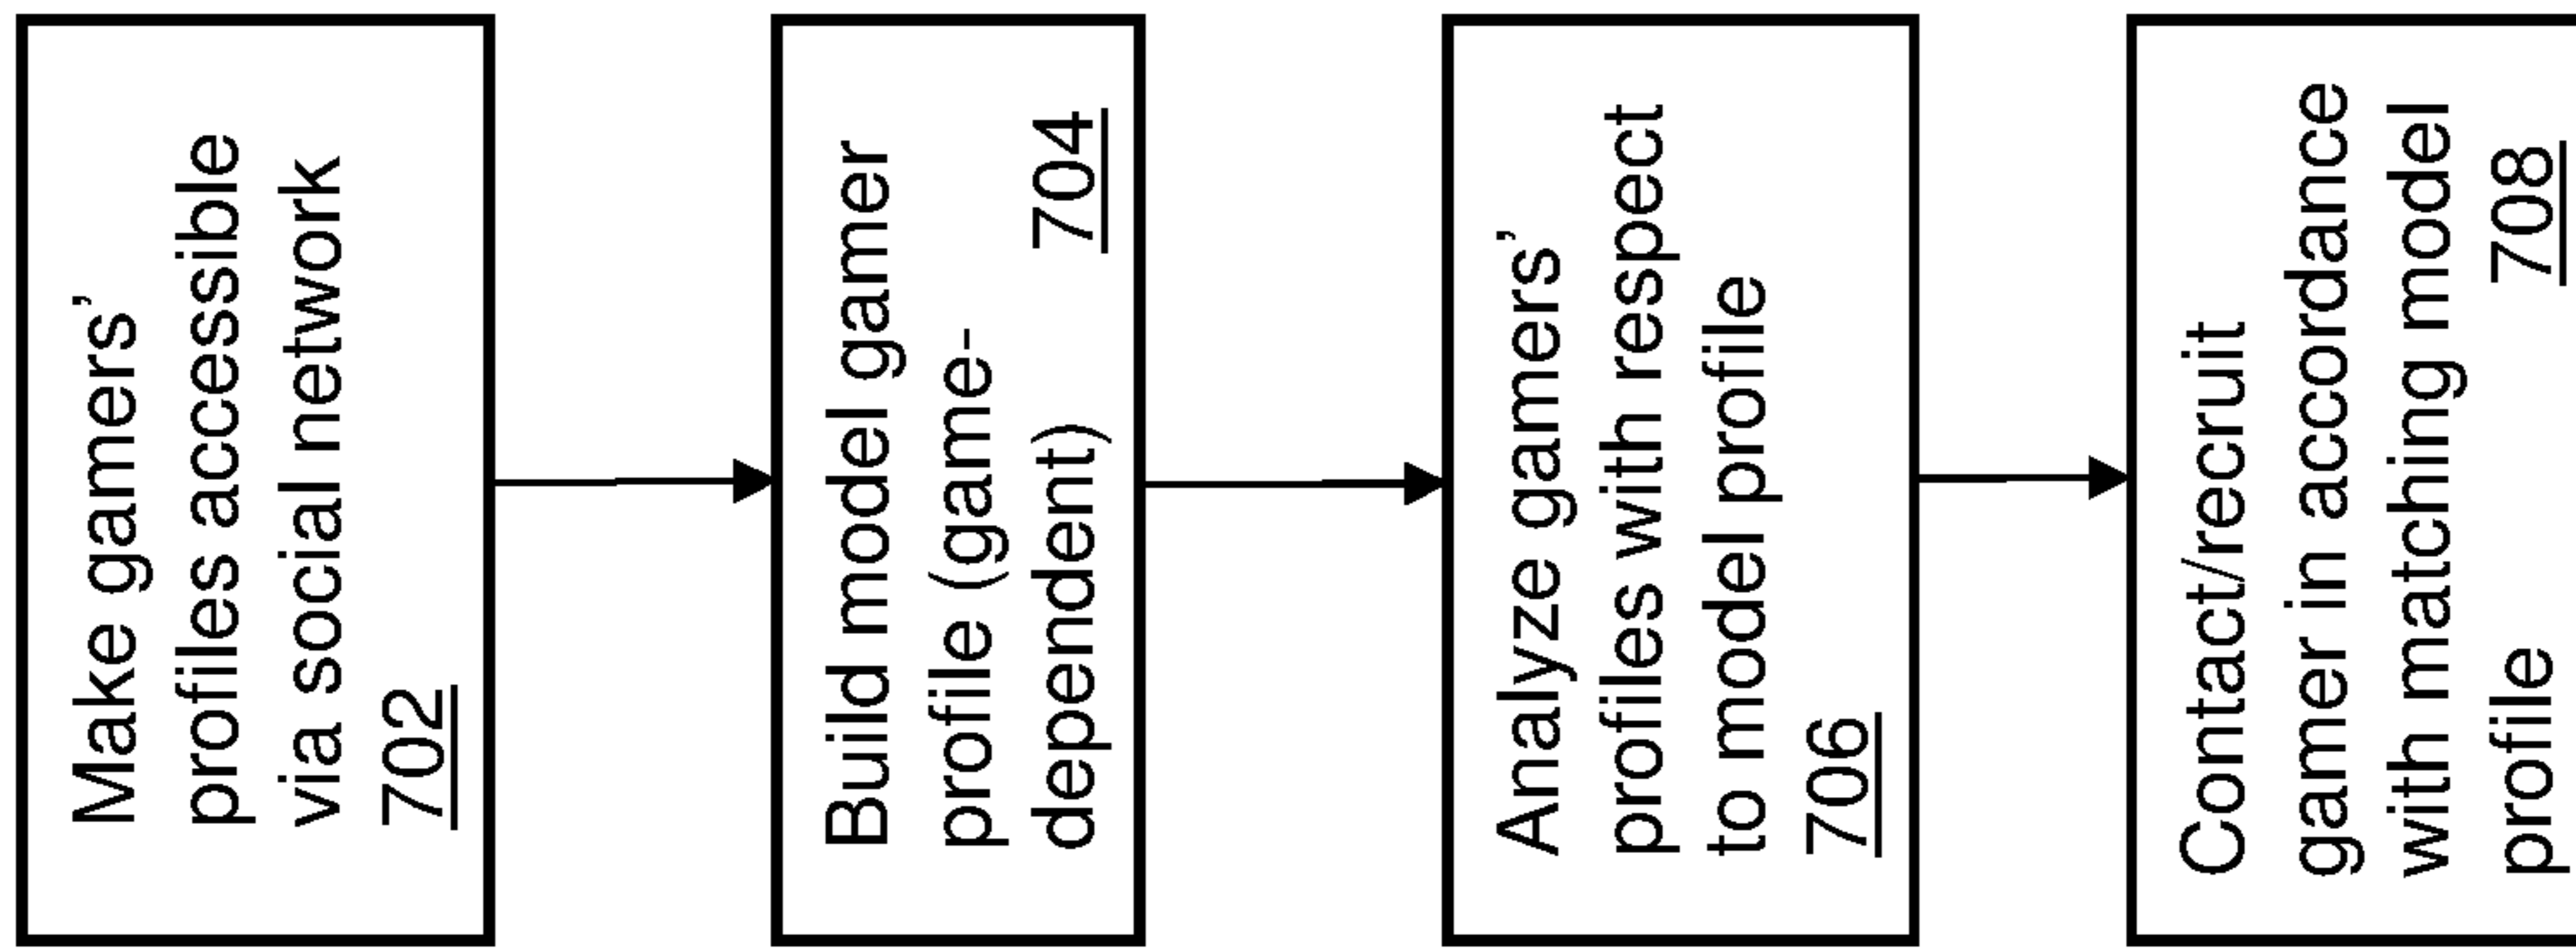 Make gamers’
profiles accessible
via social network
702
Build model gamer
profile (game-
dependent) 704
Analyze gamers’
profiles with respect
to model profile
706
Contact/recruit
gamer in accordance
with matching model
profile 708